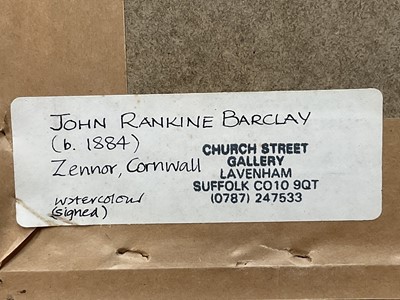 JOHN RANKINE BARCLAY
(b. 1884)
Zennor, Cornwall
watercolour
(signed)
CHURCH STREET
GALLERY
LAVENHAM
SUFFOLK CO10 9QT
(0787) 247533